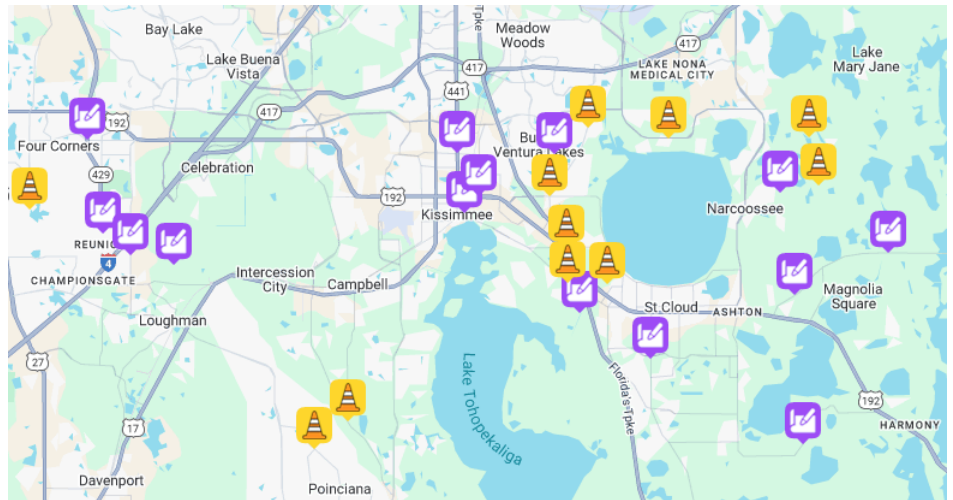 Bay Lake
Tpke
Meadow
Woods
417
417
Lake
Mary Jane
Lake Buena
Vista
LAKE NONA
MEDICAL CITY
441
417
192
Four Corners
Ventura Lakes
Celebration
429
192
Kissimmee
Narcoossee
4
CHAMPIONSGATE
Intercession
City
Campbell
Magnolia
Square
St Cloud
ASHTON
Loughman
27
Lake Tohopekaliga
Florida's Tpke
192
17
HARMONY
Davenport
Poinciana